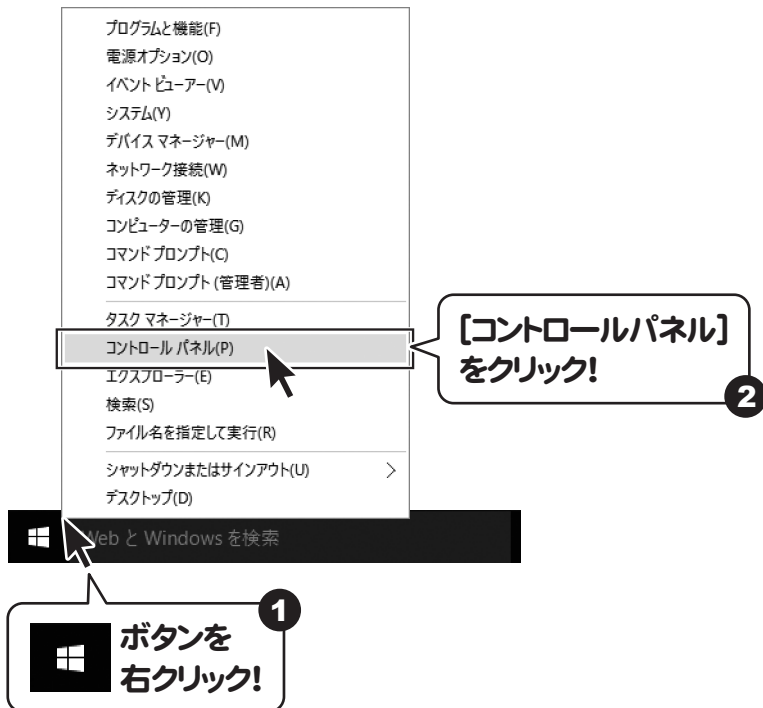 プログラムと機能(F)
電源オプション(O)
イベント ビューアー(V)
システム(Y)
デバイス マネージャー(M)
ネットワーク接続(W)
ディスクの管理(K)
コンピューターの管理(G)
コマンド プロンプト(C)
コマンド プロンプト (管理者)(A)
タスク マネージャー(T)
コントロール パネル(P)
エクスプローラー(E)
検索(S)
ファイル名を指定して実行(R)
シャットダウンまたはサインアウト(U)
デスクトップ(D)
[コントロールパネル]
をクリック!
2
Web と Windows を検索
1
ボタンを
右クリック!